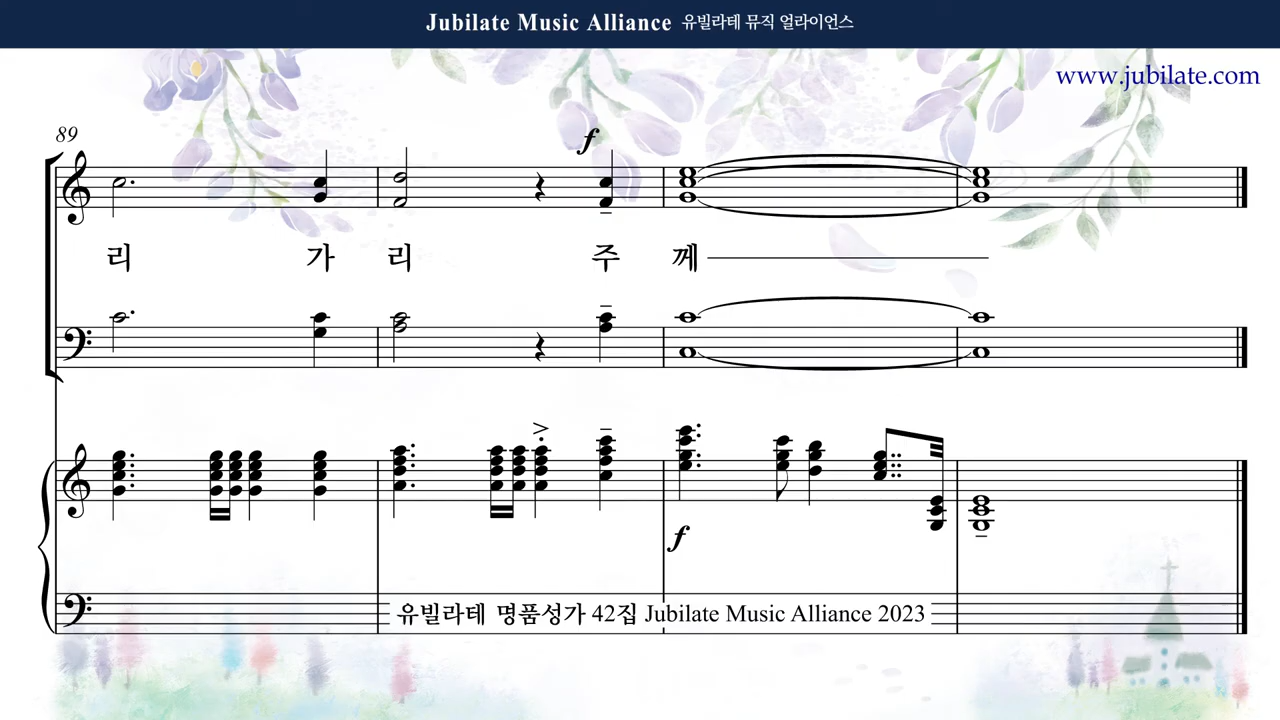 Jubilate Music Alliance 유빌라테 뮤직 얼라이언스
www.jubilate.com
89
f
리 가 리 주 께
f
유빌라테 명품성가 42집 Jubilate Music Alliance 2023